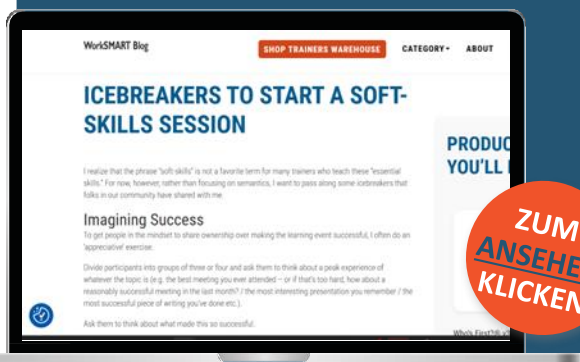 WorkSMART Blog
SHOP TRAINERS WAREHOUSE
CATEGORY
ABOUT
ICEBREAKERS TO START A SOFT-
SKILLS SESSION
I realize that the phrase "soft skills" is not a favorite term for many trainers who teach these "essential
skills." For now, however, rather than focusing on semantics, I want to pass along some icebreakers that
folks in our community have shared with me.
Imagining Success
To get people in the mindset to share ownership over making the learning event successful, I often do an
'appreciative' exercise.
Divide participants into groups of three or four and ask them to think about a peak experience of
whatever the topic is (e.g. the best meeting you ever attended – or if that's too hard, how about a
reasonably successful meeting in the last month? / the most interesting presentation you remember / the
most successful piece of writing you've done etc.).
Ask them to think about what made this so successful.
PRODUC
YOU'LL
ZUM
ANSEHE
KLICKEN
Who's First?®